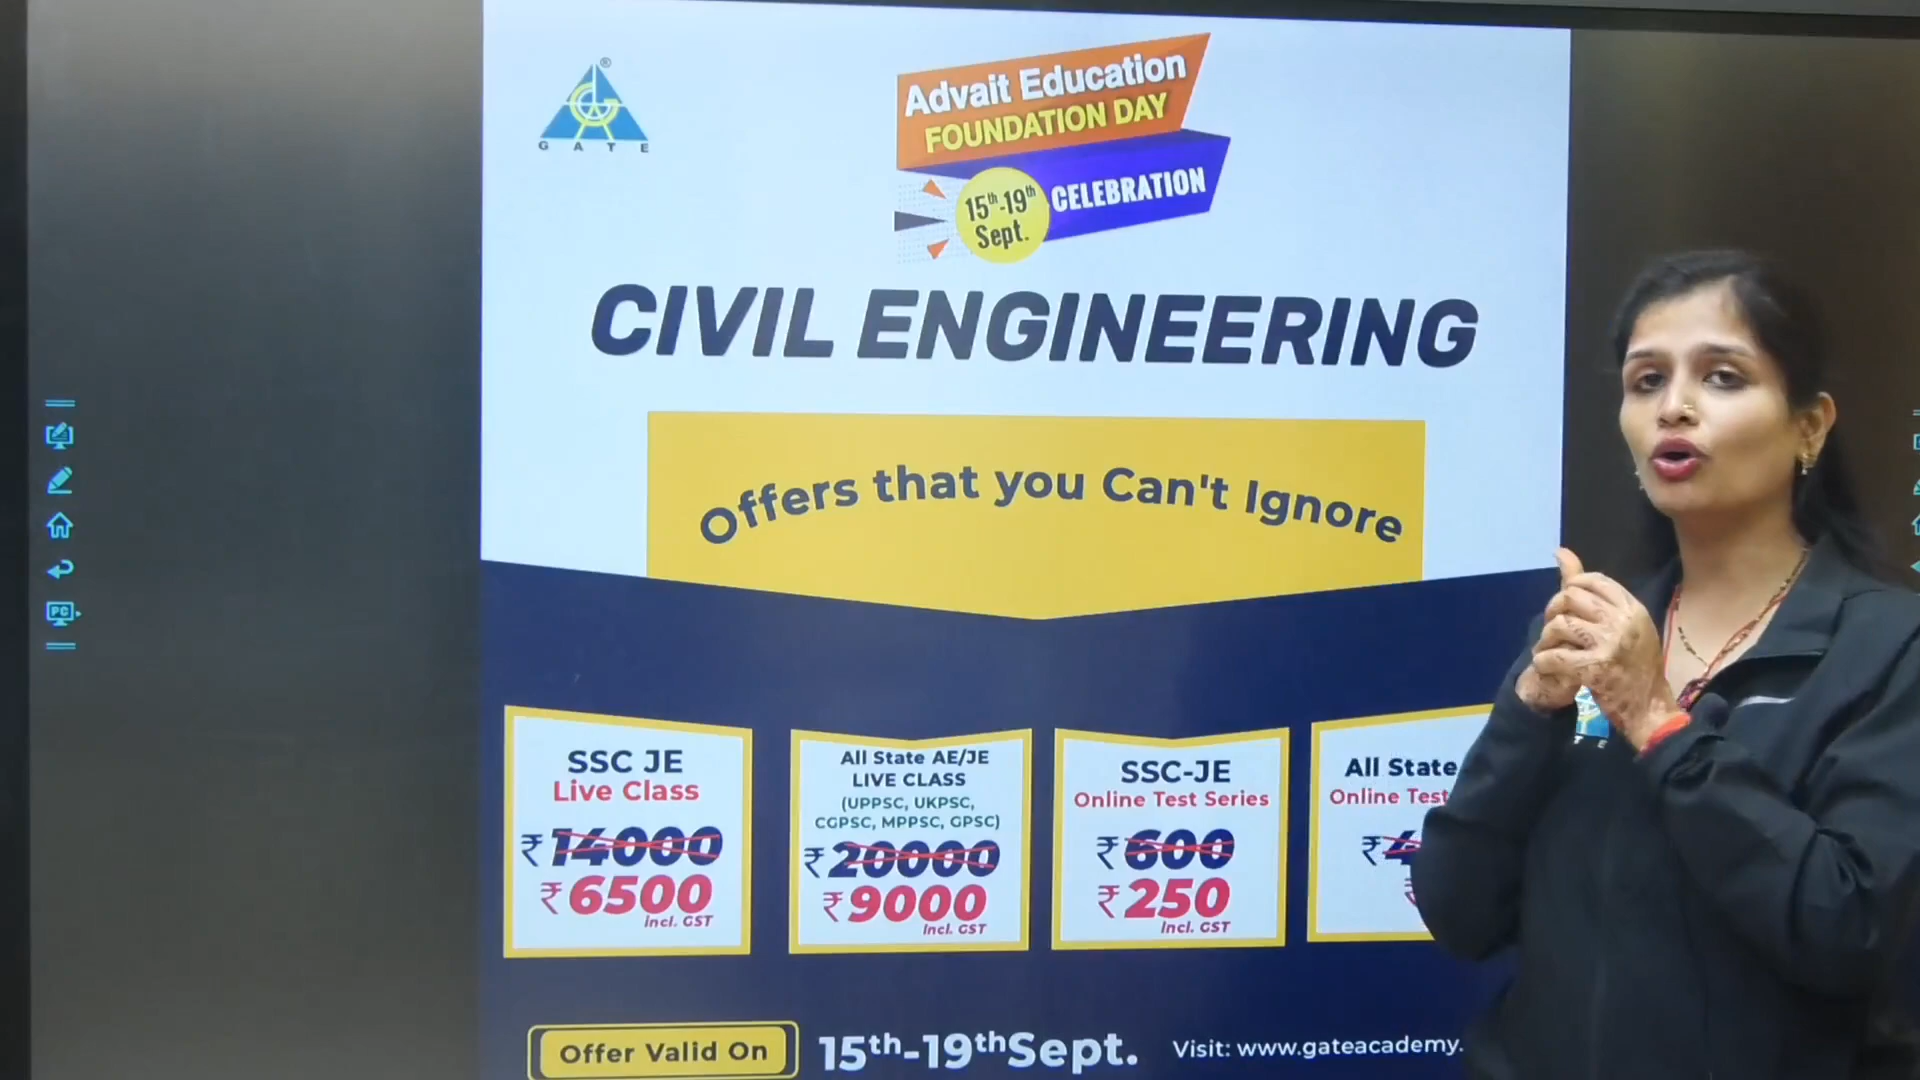 ®
GATE
Advait Education
FOUNDATION DAY
15th-19th
Sept.
CELEBRATION
CIVIL ENGINEERING
Offers that you Can't Ignore
SSC JE
Live Class
₹14000
₹6500
incl. GST
All State AE/JE
LIVE CLASS
(UPPSC, UKPSC,
CGPSC, MPPSC, GPSC)
₹20000
₹9000
Incl. GST
SSC-JE
Online Test Series
₹600
₹250
Incl. GST
All State
Online Test
₹4
Offer Valid On
15th-19thSept.
Visit: www.gateacademy.
PC